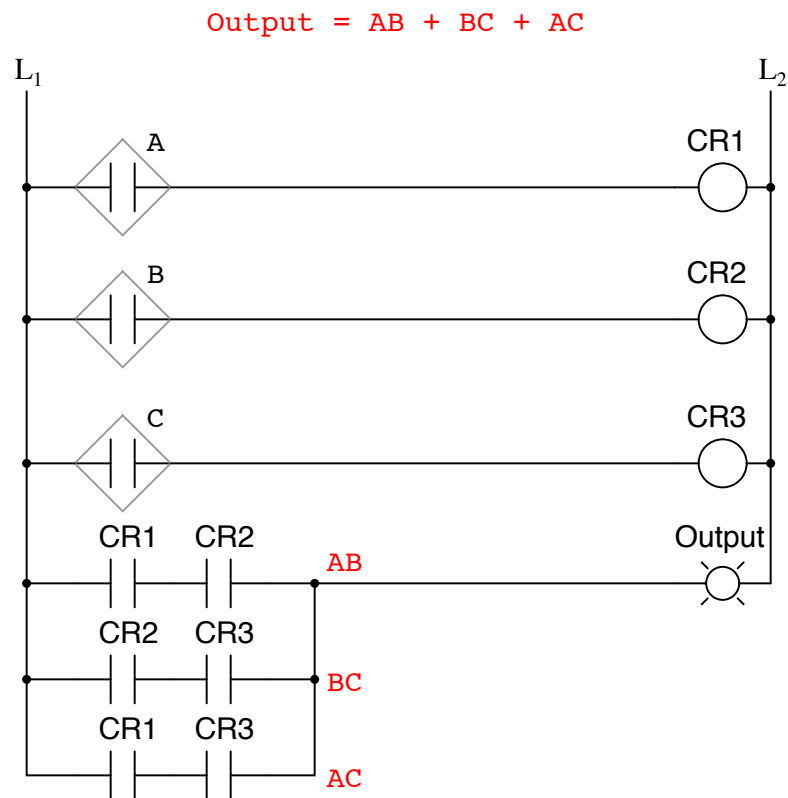 Output = AB + BC + AC
L1 L2
A CR1
B CR2
C CR3
CR1 CR2 AB Output
CR2 CR3 BC
CR1 CR3 AC